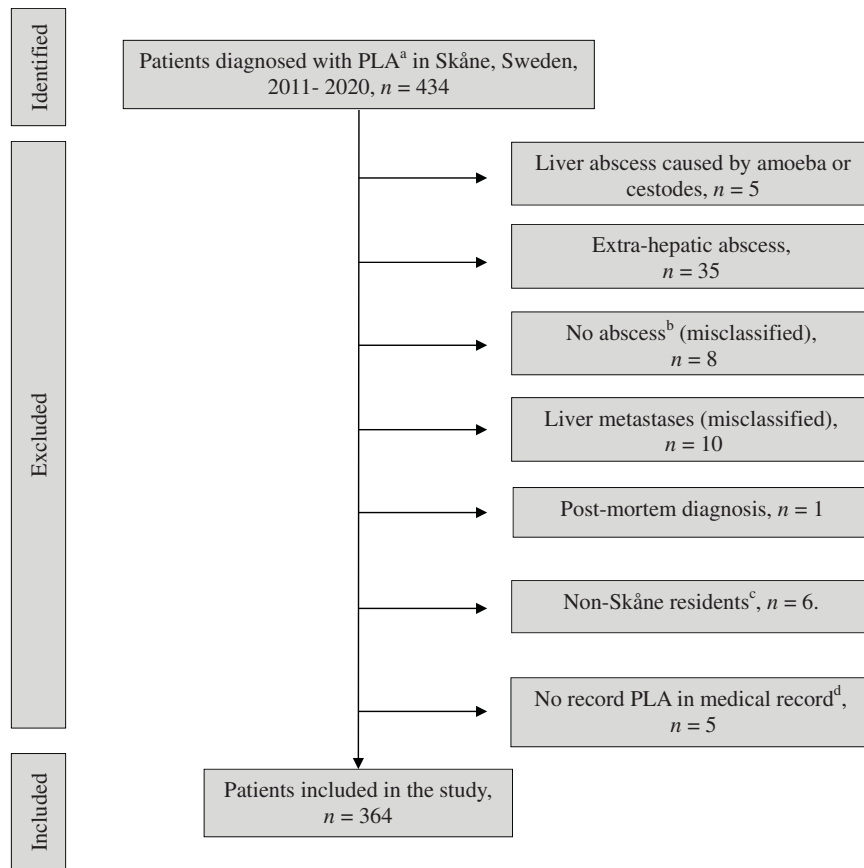 Identified
Patients diagnosed with PLAᵃ in Skåne, Sweden,
2011- 2020, n = 434
Excluded
Liver abscess caused by amoeba or
cestodes, n = 5
Extra-hepatic abscess,
n = 35
No abscessᵇ (misclassified),
n = 8
Liver metastases (misclassified),
n = 10
Post-mortem diagnosis, n = 1
Non-Skåne residentsᶜ, n = 6.
No record PLA in medical recordᵈ,
n = 5
Included
Patients included in the study,
n = 364